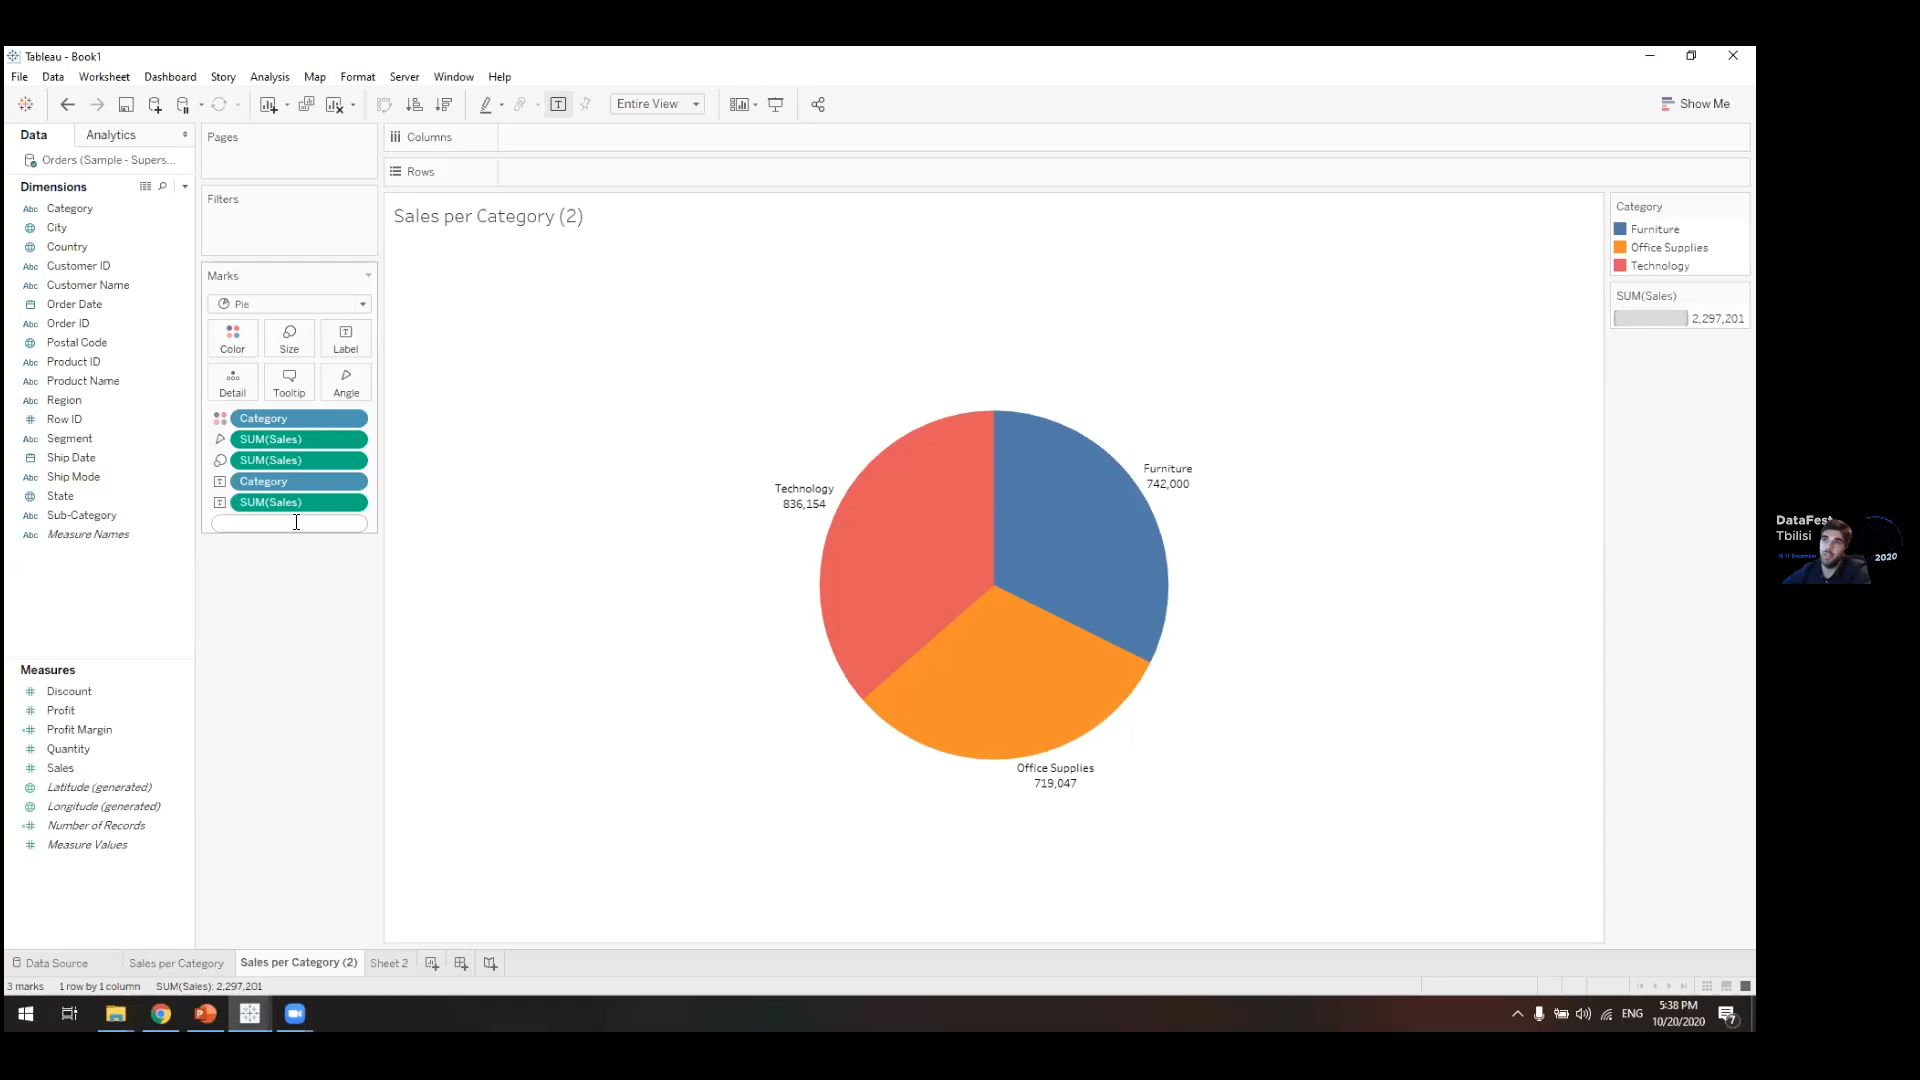 Tableau - Book1
File Data Worksheet Dashboard Story Analysis Map Format Server Window Help
Entire View
Show Me
Data Analytics
Orders (Sample - Supers...
Dimensions
Category
City
Country
Customer ID
Customer Name
Order Date
Order ID
Postal Code
Product ID
Product Name
Region
Row ID
Segment
Ship Date
Ship Mode
State
Sub-Category
Measure Names
Measures
Discount
Profit
Profit Margin
Quantity
Sales
Latitude (generated)
Longitude (generated)
Number of Records
Measure Values
Pages
Filters
Marks
Pie
Color Size Label
Detail Tooltip Angle
Category
SUM(Sales)
SUM(Sales)
Category
SUM(Sales)
Columns
Rows
Sales per Category (2)
Technology
836,154
Furniture
742,000
Office Supplies
719,047
Category
Furniture
Office Supplies
Technology
SUM(Sales)
2,297,201
DataFest
Tbilisi
2020
Data Source Sales per Category Sales per Category (2) Sheet 2
3 marks 1 row by 1 column SUM(Sales): 2,297,201
ENG
5:38 PM
10/20/2020
7